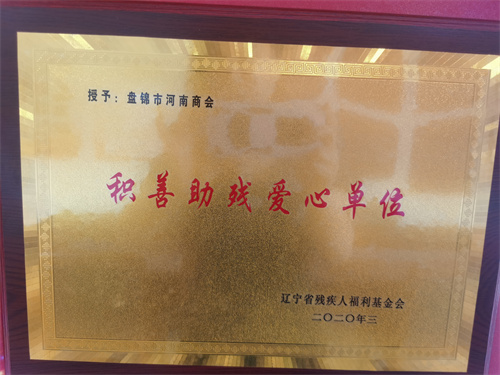 授予：盘锦市河南商会
积善助残爱心单位
辽宁省残疾人福利基金会
二〇二〇年三